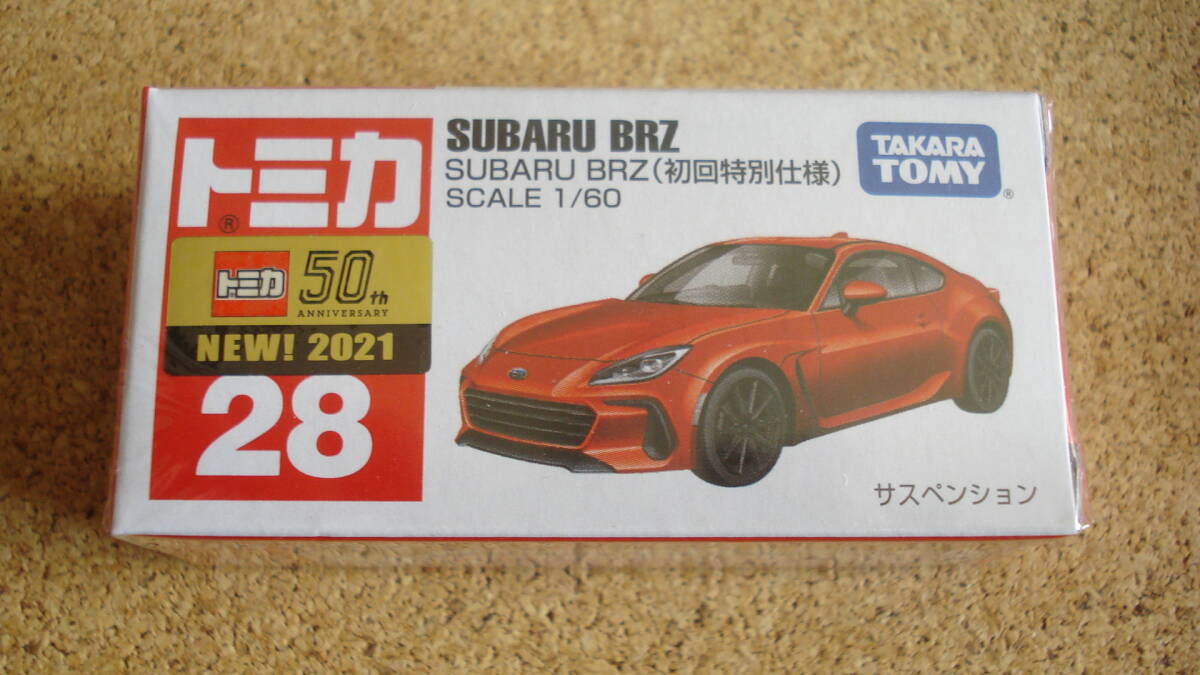 トミカ
®
トミカ
50th
ANNIVERSARY
NEW! 2021
28
SUBARU BRZ
SUBARU BRZ(初回特別仕様)
SCALE 1/60
TAKARA
TOMY
®
サスペンション